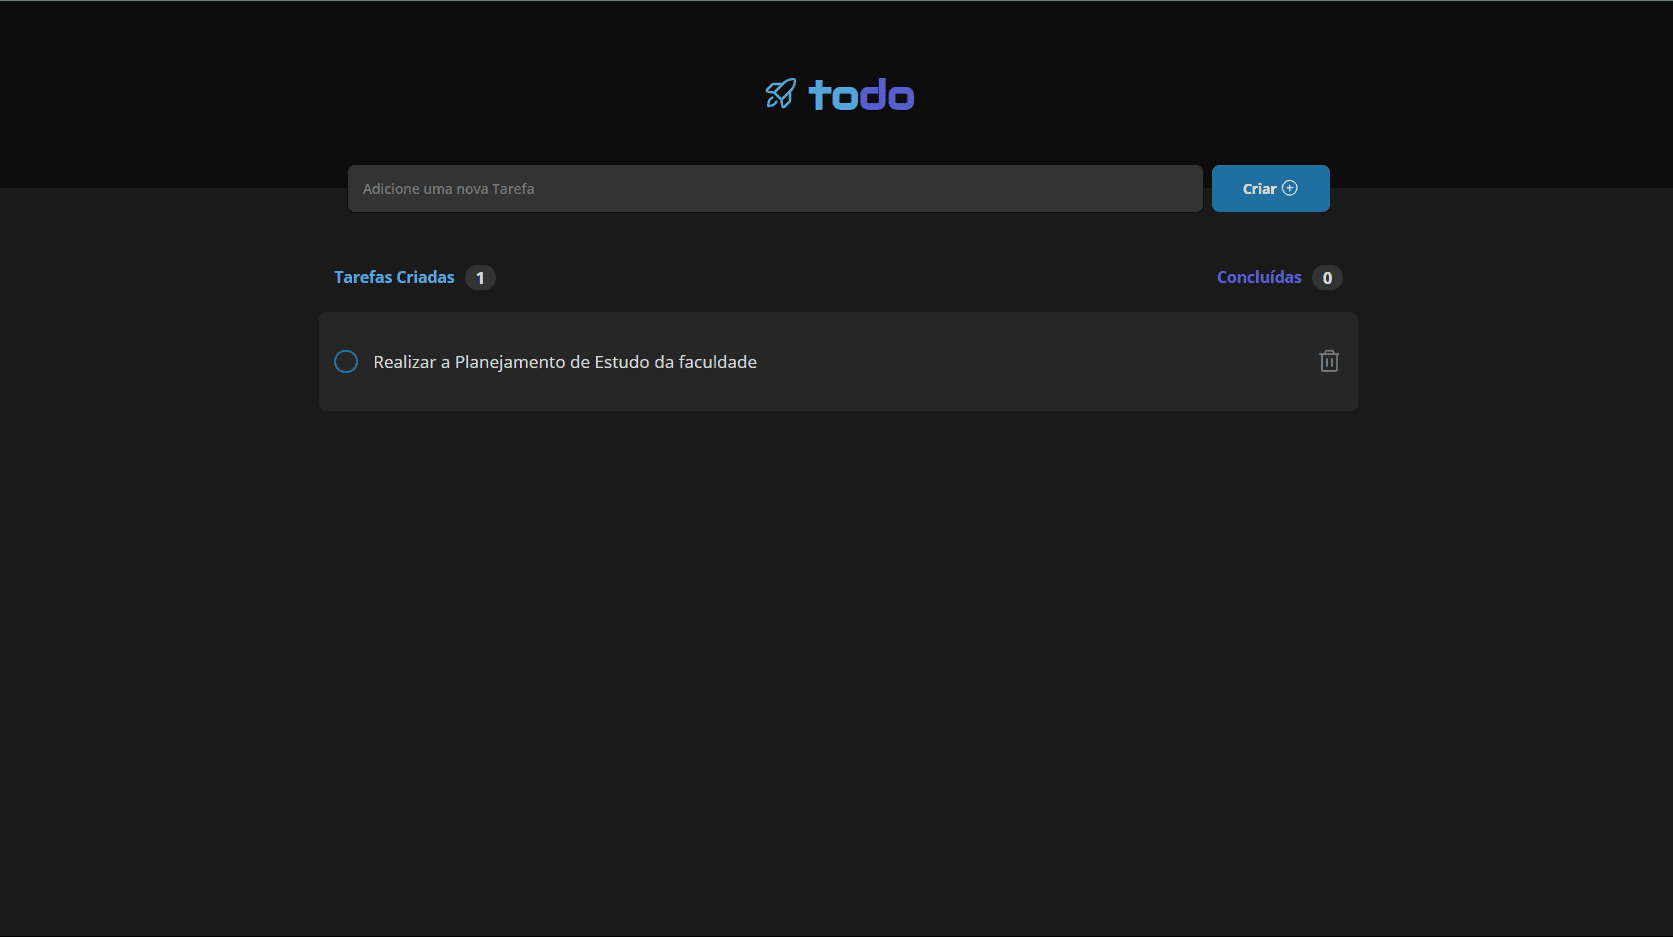 todo
Adicione uma nova Tarefa
Criar
Tarefas Criadas 1
Concluídas 0
Realizar a Planejamento de Estudo da faculdade